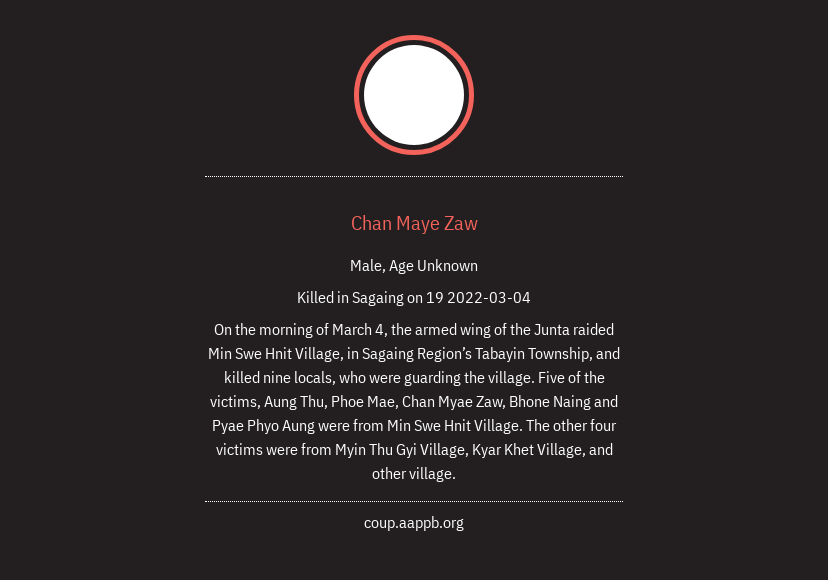 Chan Maye Zaw
Male, Age Unknown
Killed in Sagaing on 19 2022-03-04
On the morning of March 4, the armed wing of the Junta raided
Min Swe Hnit Village, in Sagaing Region’s Tabayin Township, and
killed nine locals, who were guarding the village. Five of the
victims, Aung Thu, Phoe Mae, Chan Myae Zaw, Bhone Naing and
Pyae Phyo Aung were from Min Swe Hnit Village. The other four
victims were from Myin Thu Gyi Village, Kyar Khet Village, and
other village.
coup.aappb.org